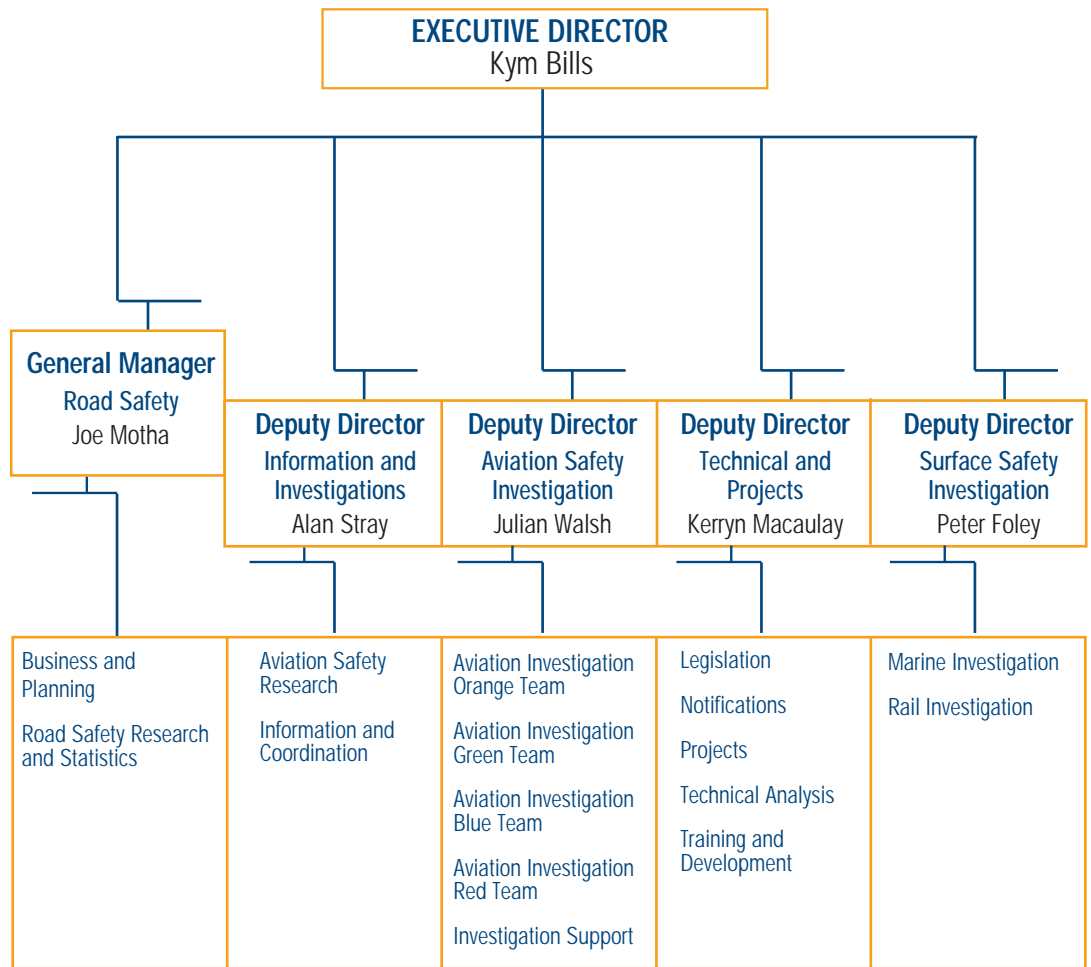 EXECUTIVE DIRECTOR
Kym Bills
General Manager
Road Safety
Joe Motha
Deputy Director
Information and
Investigations
Alan Stray
Deputy Director
Aviation Safety
Investigation
Julian Walsh
Deputy Director
Technical and
Projects
Kerryn Macaulay
Deputy Director
Surface Safety
Investigation
Peter Foley
Business and
Planning
Road Safety Research
and Statistics
Aviation Safety
Research
Information and
Coordination
Aviation Investigation
Orange Team
Aviation Investigation
Green Team
Aviation Investigation
Blue Team
Aviation Investigation
Red Team
Investigation Support
Legislation
Notifications
Projects
Technical Analysis
Training and
Development
Marine Investigation
Rail Investigation